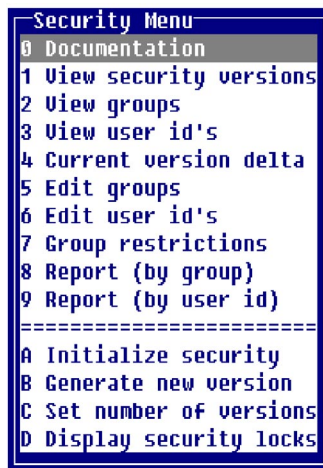 Security Menu
0 Documentation
1 View security versions
2 View groups
3 View user id's
4 Current version delta
5 Edit groups
6 Edit user id's
7 Group restrictions
8 Report (by group)
9 Report (by user id)
========================
A Initialize security
B Generate new version
C Set number of versions
D Display security locks